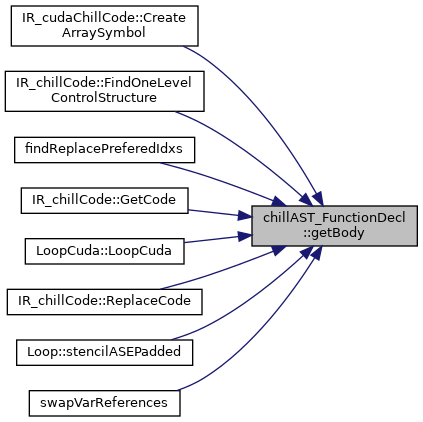 IR_cudaChillCode::Create
ArraySymbol
IR_chillCode::FindOneLevel
ControlStructure
findReplacePreferedIdxs
IR_chillCode::GetCode
LoopCuda::LoopCuda
IR_chillCode::ReplaceCode
Loop::stencilASEPadded
swapVarReferences
chillAST_FunctionDecl
::getBody